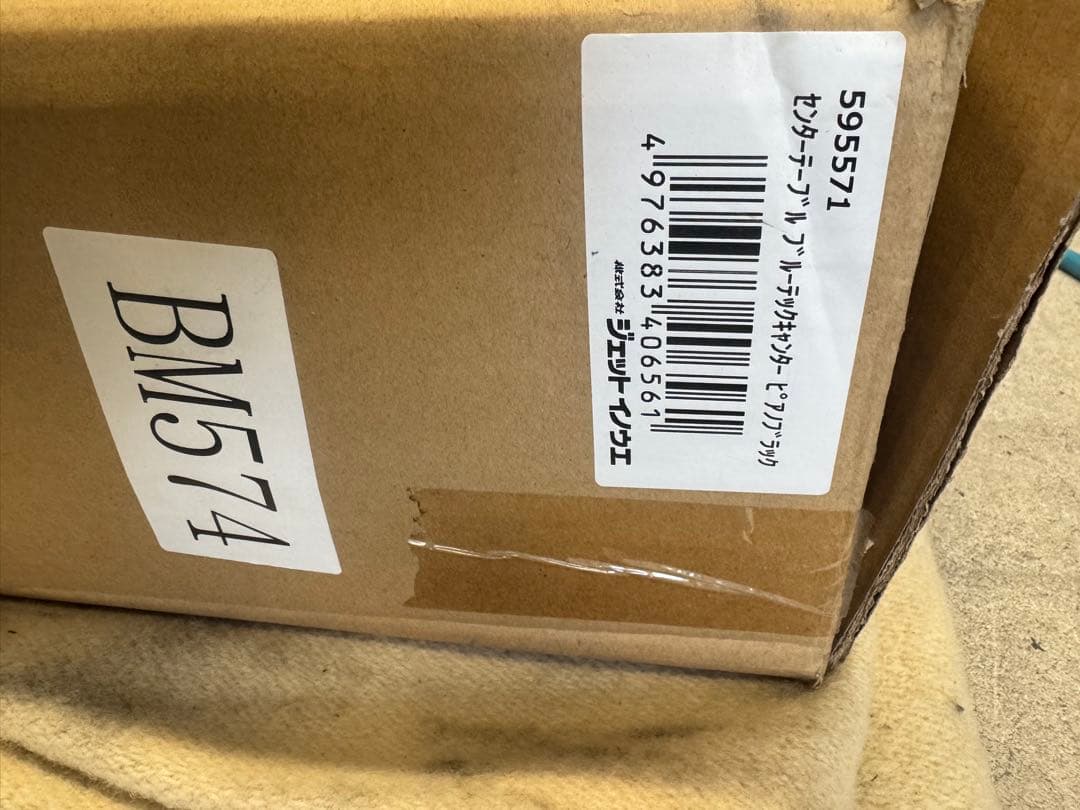 595571
センターテーブル ブルーテックキャンター ピアノブラック
4 976383 406561
株式会社 ジェットイノウエ
BM574